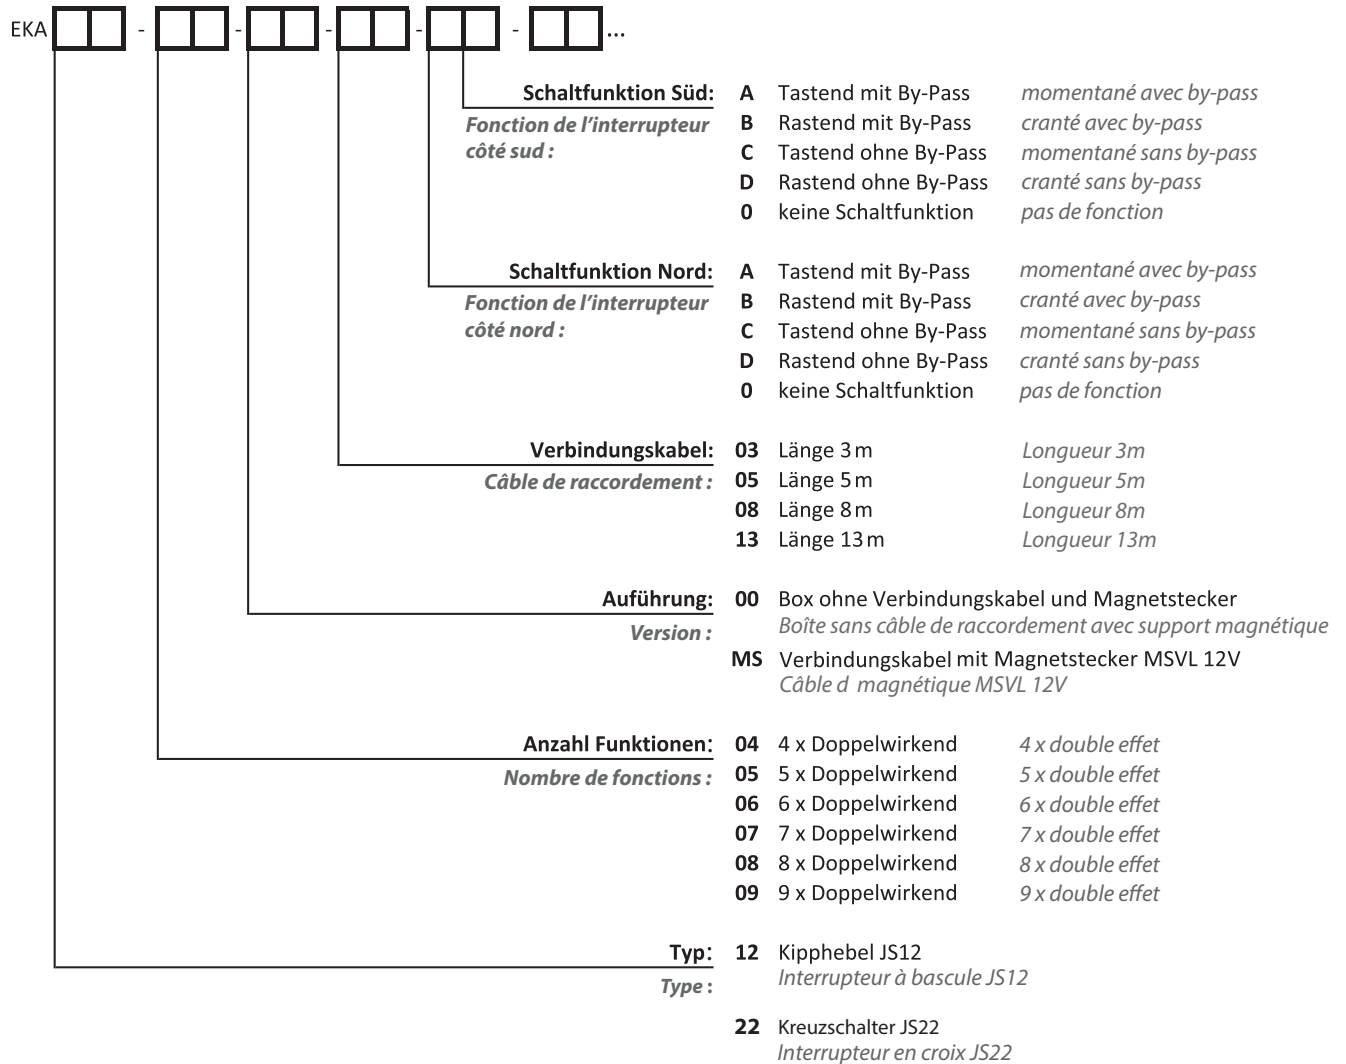 EKA - - - - - ...
Schaltfunktion Süd: A Tastend mit By-Pass momentané avec by-pass
Fonction de l'interrupteur B Rastend mit By-Pass cranté avec by-pass
côté sud : C Tastend ohne By-Pass momentané sans by-pass
D Rastend ohne By-Pass cranté sans by-pass
0 keine Schaltfunktion pas de fonction
Schaltfunktion Nord: A Tastend mit By-Pass momentané avec by-pass
Fonction de l'interrupteur B Rastend mit By-Pass cranté avec by-pass
côté nord : C Tastend ohne By-Pass momentané sans by-pass
D Rastend ohne By-Pass cranté sans by-pass
0 keine Schaltfunktion pas de fonction
Verbindungskabel: 03 Länge 3 m Longueur 3m
Câble de raccordement : 05 Länge 5 m Longueur 5m
08 Länge 8 m Longueur 8m
13 Länge 13 m Longueur 13m
Auführung: 00 Box ohne Verbindungskabel und Magnetstecker
Version : Boîte sans câble de raccordement avec support magnétique
MS Verbindungskabel mit Magnetstecker MSVL 12V
Câble d magnétique MSVL 12V
Anzahl Funktionen: 04 4 x Doppelwirkend 4 x double effet
Nombre de fonctions : 05 5 x Doppelwirkend 5 x double effet
06 6 x Doppelwirkend 6 x double effet
07 7 x Doppelwirkend 7 x double effet
08 8 x Doppelwirkend 8 x double effet
09 9 x Doppelwirkend 9 x double effet
Typ: 12 Kipphebel JS12
Type : Interrupteur à bascule JS12
22 Kreuzschalter JS22
Interrupteur en croix JS22